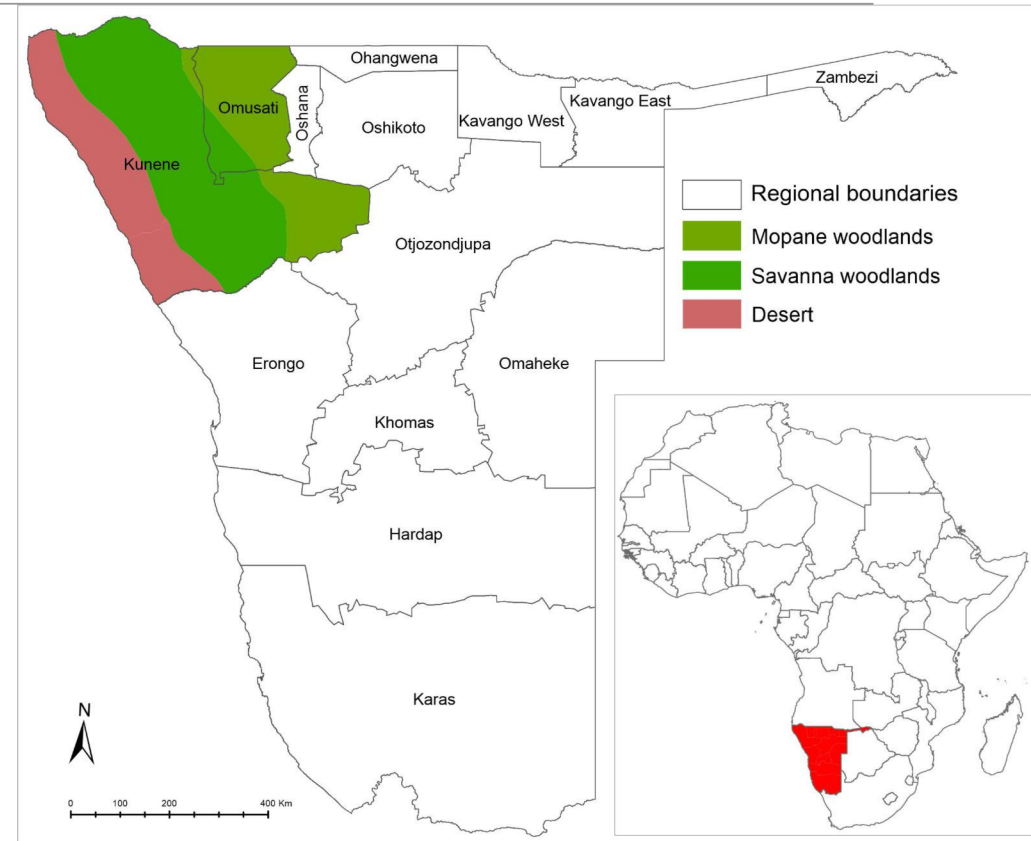 Ohangwena
Zambezi
Kavango East
Omusati
Oshana
Oshikoto
Kavango West
Kunene
Regional boundaries
Mopane woodlands
Savanna woodlands
Desert
Otjozondjupa
Erongo
Omaheke
Khomas
Hardap
Karas
N
0 100 200 400 Km